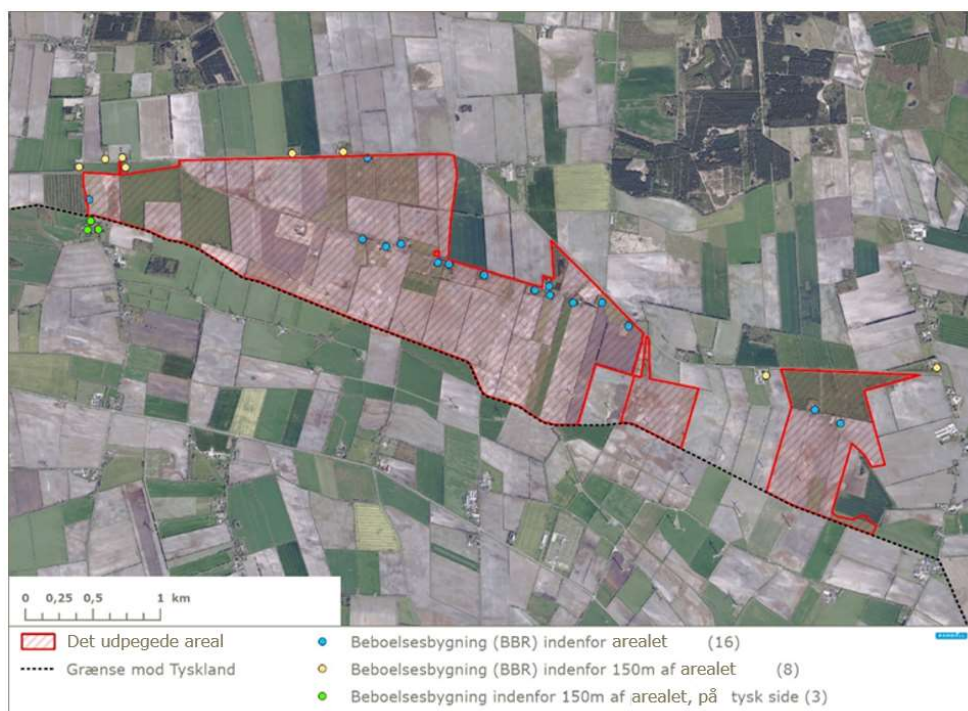 0 0,25 0,5 1 km
Det udpegede areal
Grænse mod Tyskland
Beboelsesbygning (BBR) indenfor arealet (16)
Beboelsesbygning (BBR) indenfor 150m af arealet (8)
Beboelsesbygning indenfor 150m af arealet, på tysk side (3)